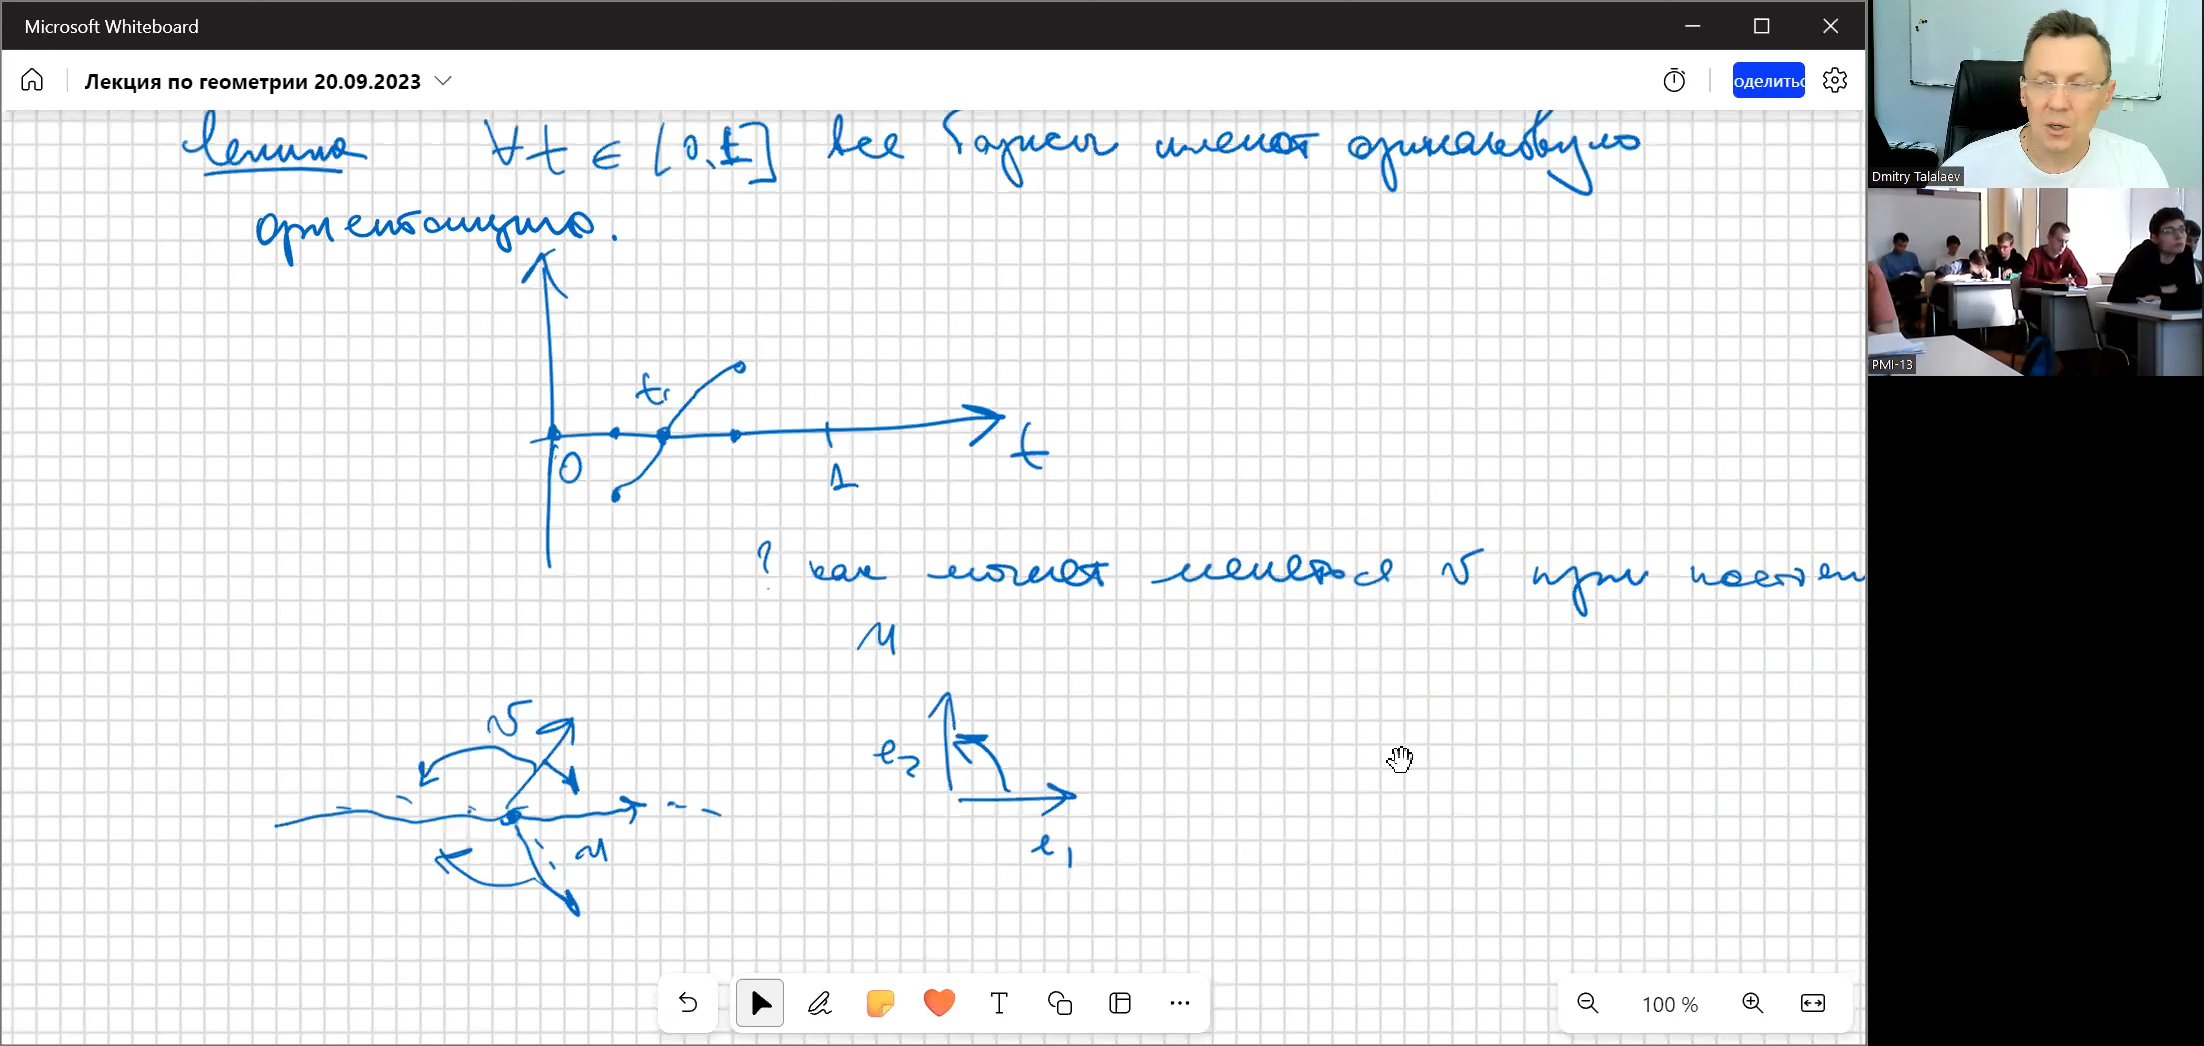 Microsoft Whiteboard
Лекция по геометрии 20.09.2023
оделитьс
Лемма ∀t ∈ [0,1] все базисы имеют одинаковую
ориентацию.
t₁
0
1
t
? как может меняться v при постоян
u
v
u
e₂
e₁
100 %
Dmitry Talalaev
PMI-13